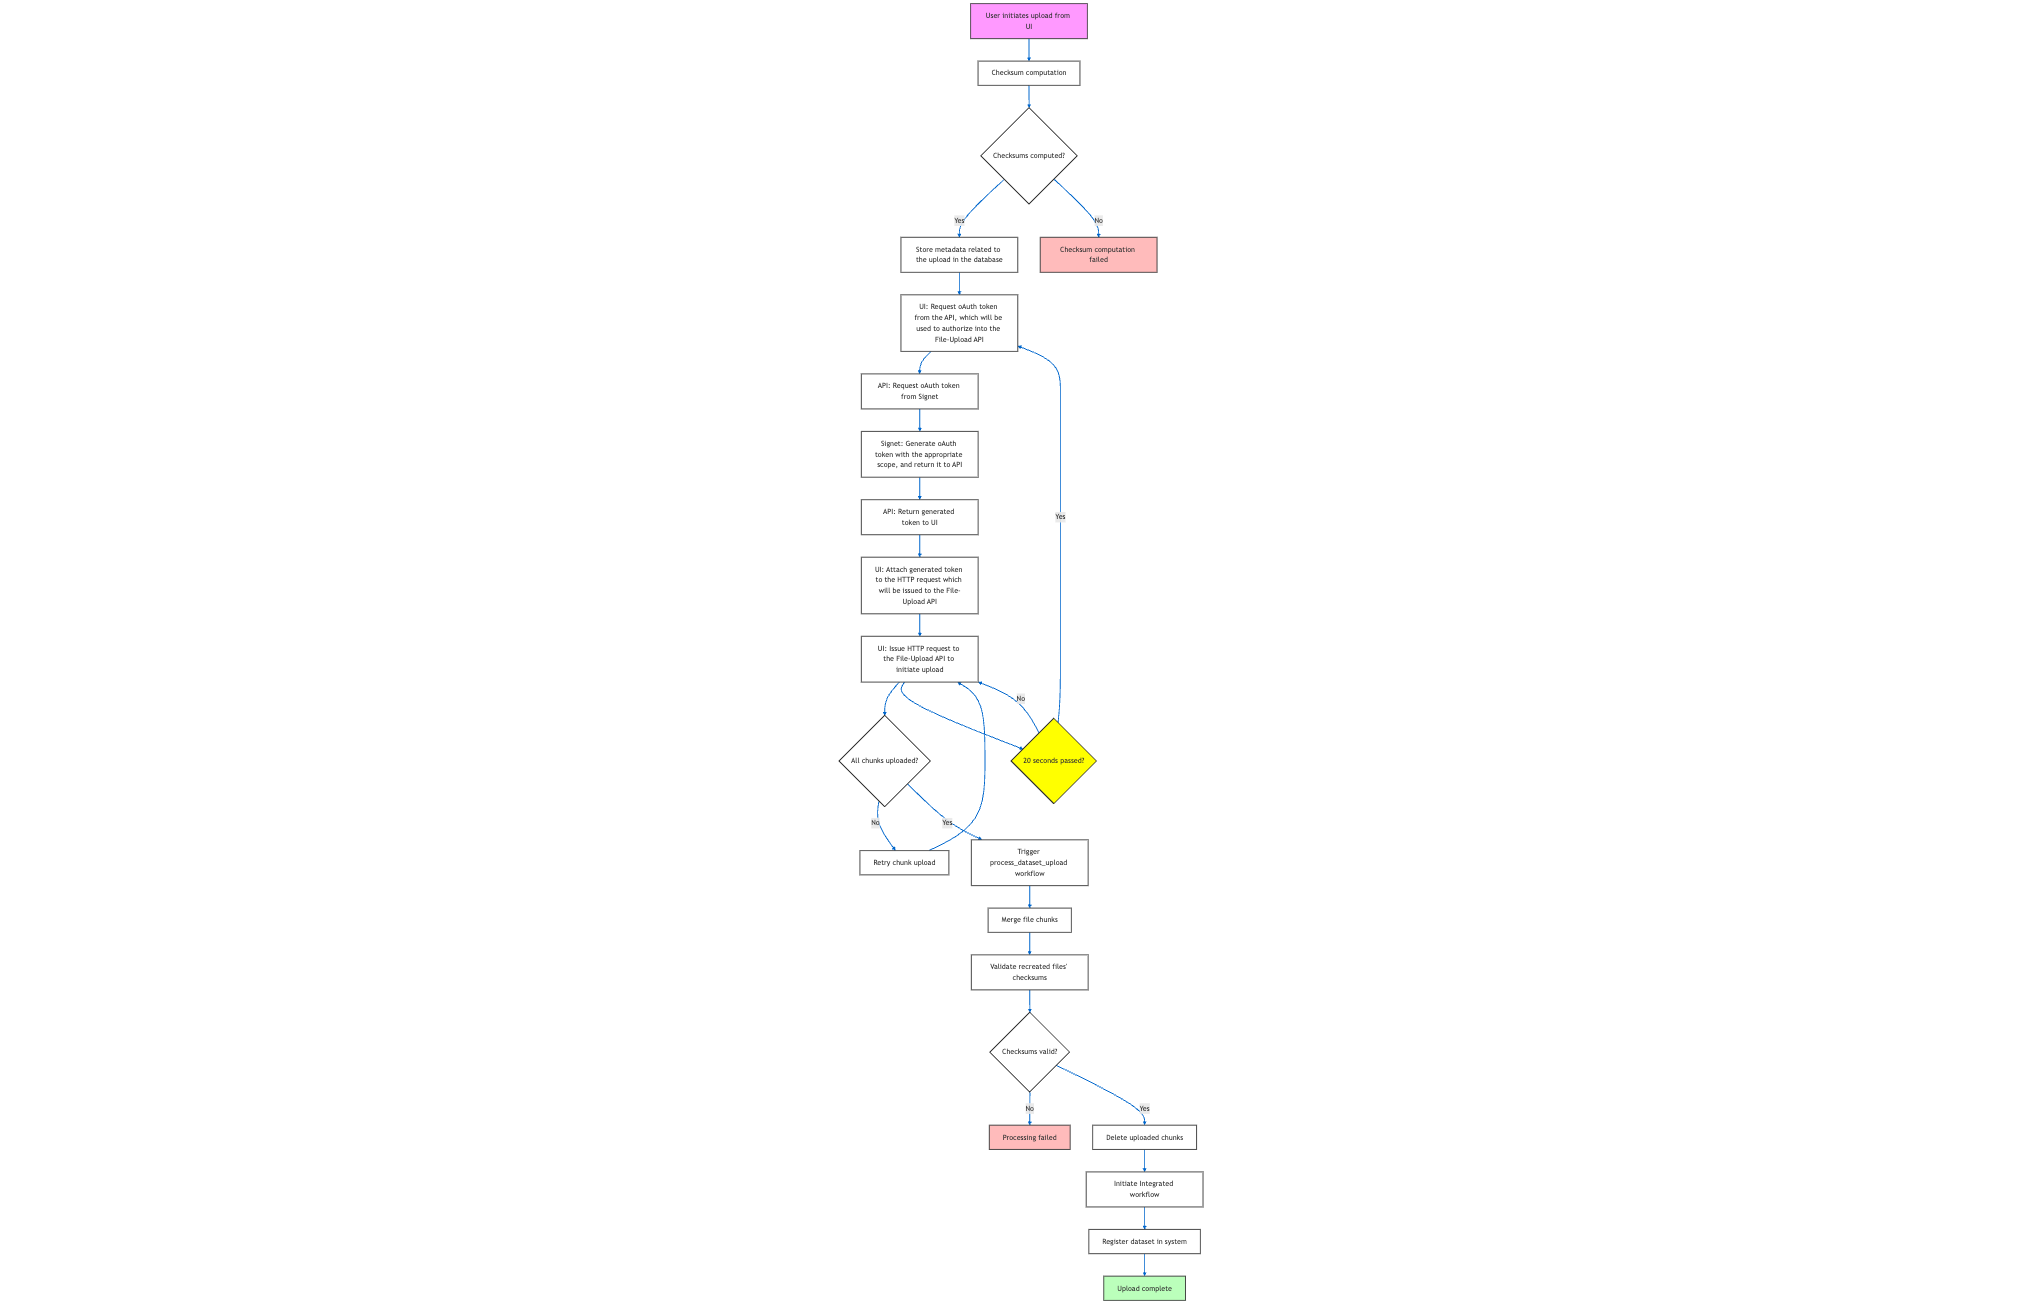 User initiates upload from
UI
Checksum computation
Checksums computed?
Yes
No
Store metadata related to
the upload in the database
Checksum computation
failed
UI: Request oAuth token
from the API, which will be
used to authorize into the
File-Upload API
API: Request oAuth token
from Signet
Signet: Generate oAuth
token with the appropriate
scope, and return it to API
API: Return generated
token to UI
Yes
UI: Attach generated token
to the HTTP request which
will be issued to the File-
Upload API
UI: Issue HTTP request to
the File-Upload API to
initiate upload
No
All chunks uploaded?
20 seconds passed?
No
Yes
Retry chunk upload
Trigger
process_dataset_upload
workflow
Merge file chunks
Validate recreated files'
checksums
Checksums valid?
No
Yes
Processing failed
Delete uploaded chunks
Initiate Integrated
workflow
Register dataset in system
Upload complete